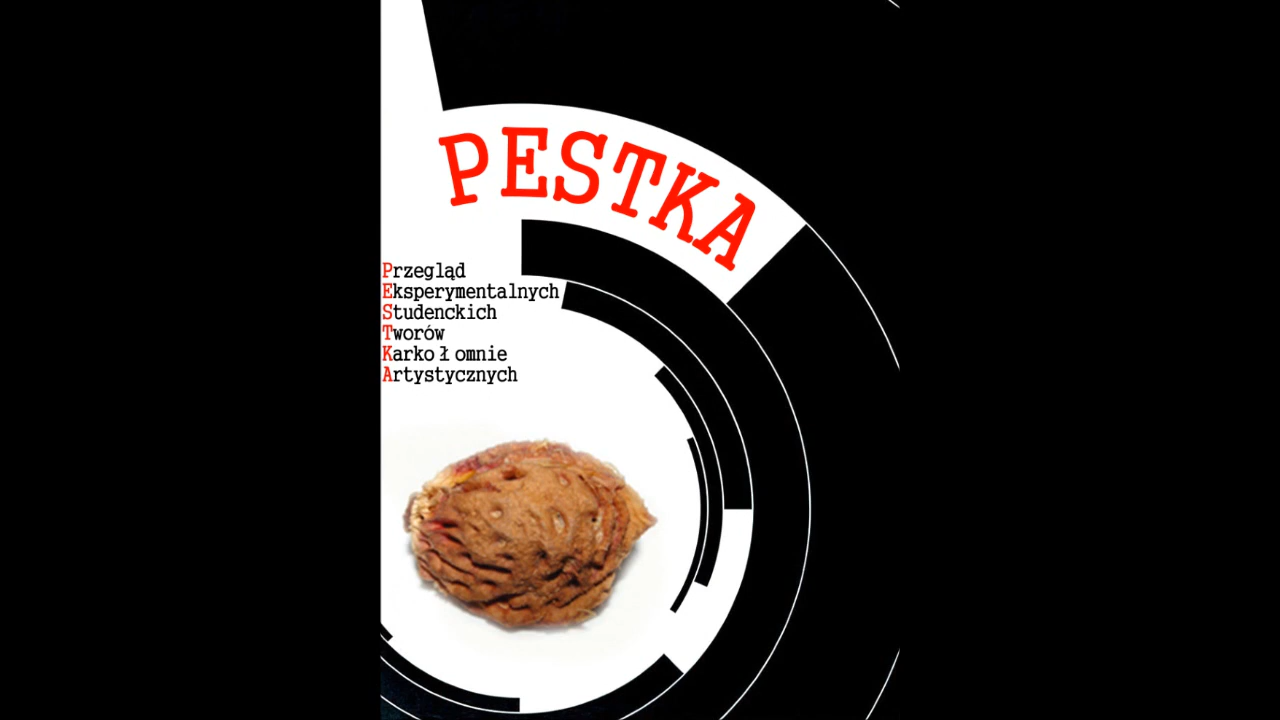 PESTKA
Przegląd
Eksperymentalnych
Studenckich
Tworów
Karko ł omnie
Artystycznych